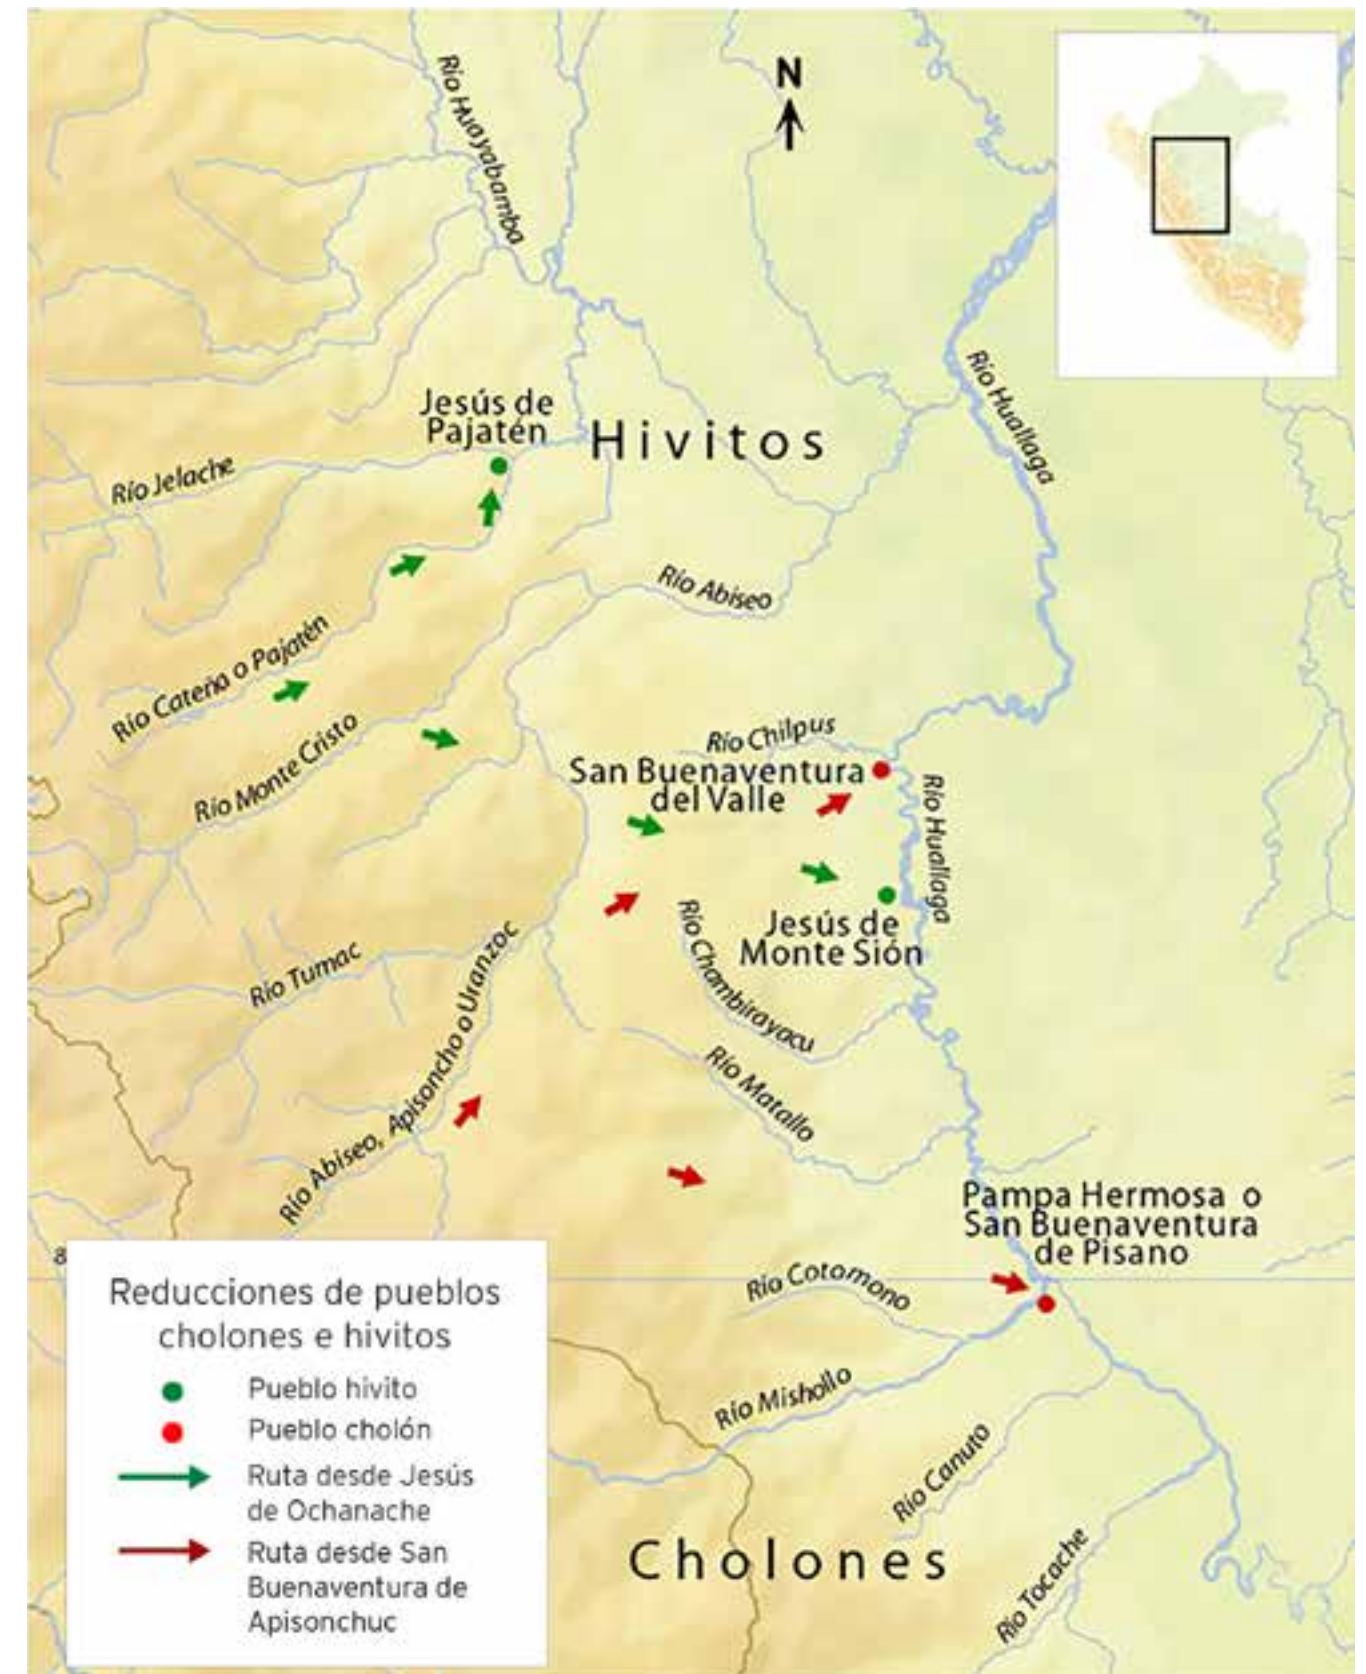 N
Río Huayabamba
Río Huallaga
Jesús de
Pajatén
Hivitos
Río Jelache
Río Abiseo
Río Cateña o Pajatén
Río Monte Cristo
Río Chilpus
San Buenaventura
del Valle
Río Huallaga
Jesús de
Monte Sión
Río Chambirayacu
Río Tumac
Río Abiseo, Apisoncho o Uranzoc
Río Matallo
Pampa Hermosa o
San Buenaventura
de Pisano
8
Río Cotomono
Río Mishollo
Río Canuto
Cholones
Río Tocache
Reducciones de pueblos
cholones e hivitos
Pueblo hivito
Pueblo cholón
Ruta desde Jesús
de Ochanache
Ruta desde San
Buenaventura de
Apisonchuc